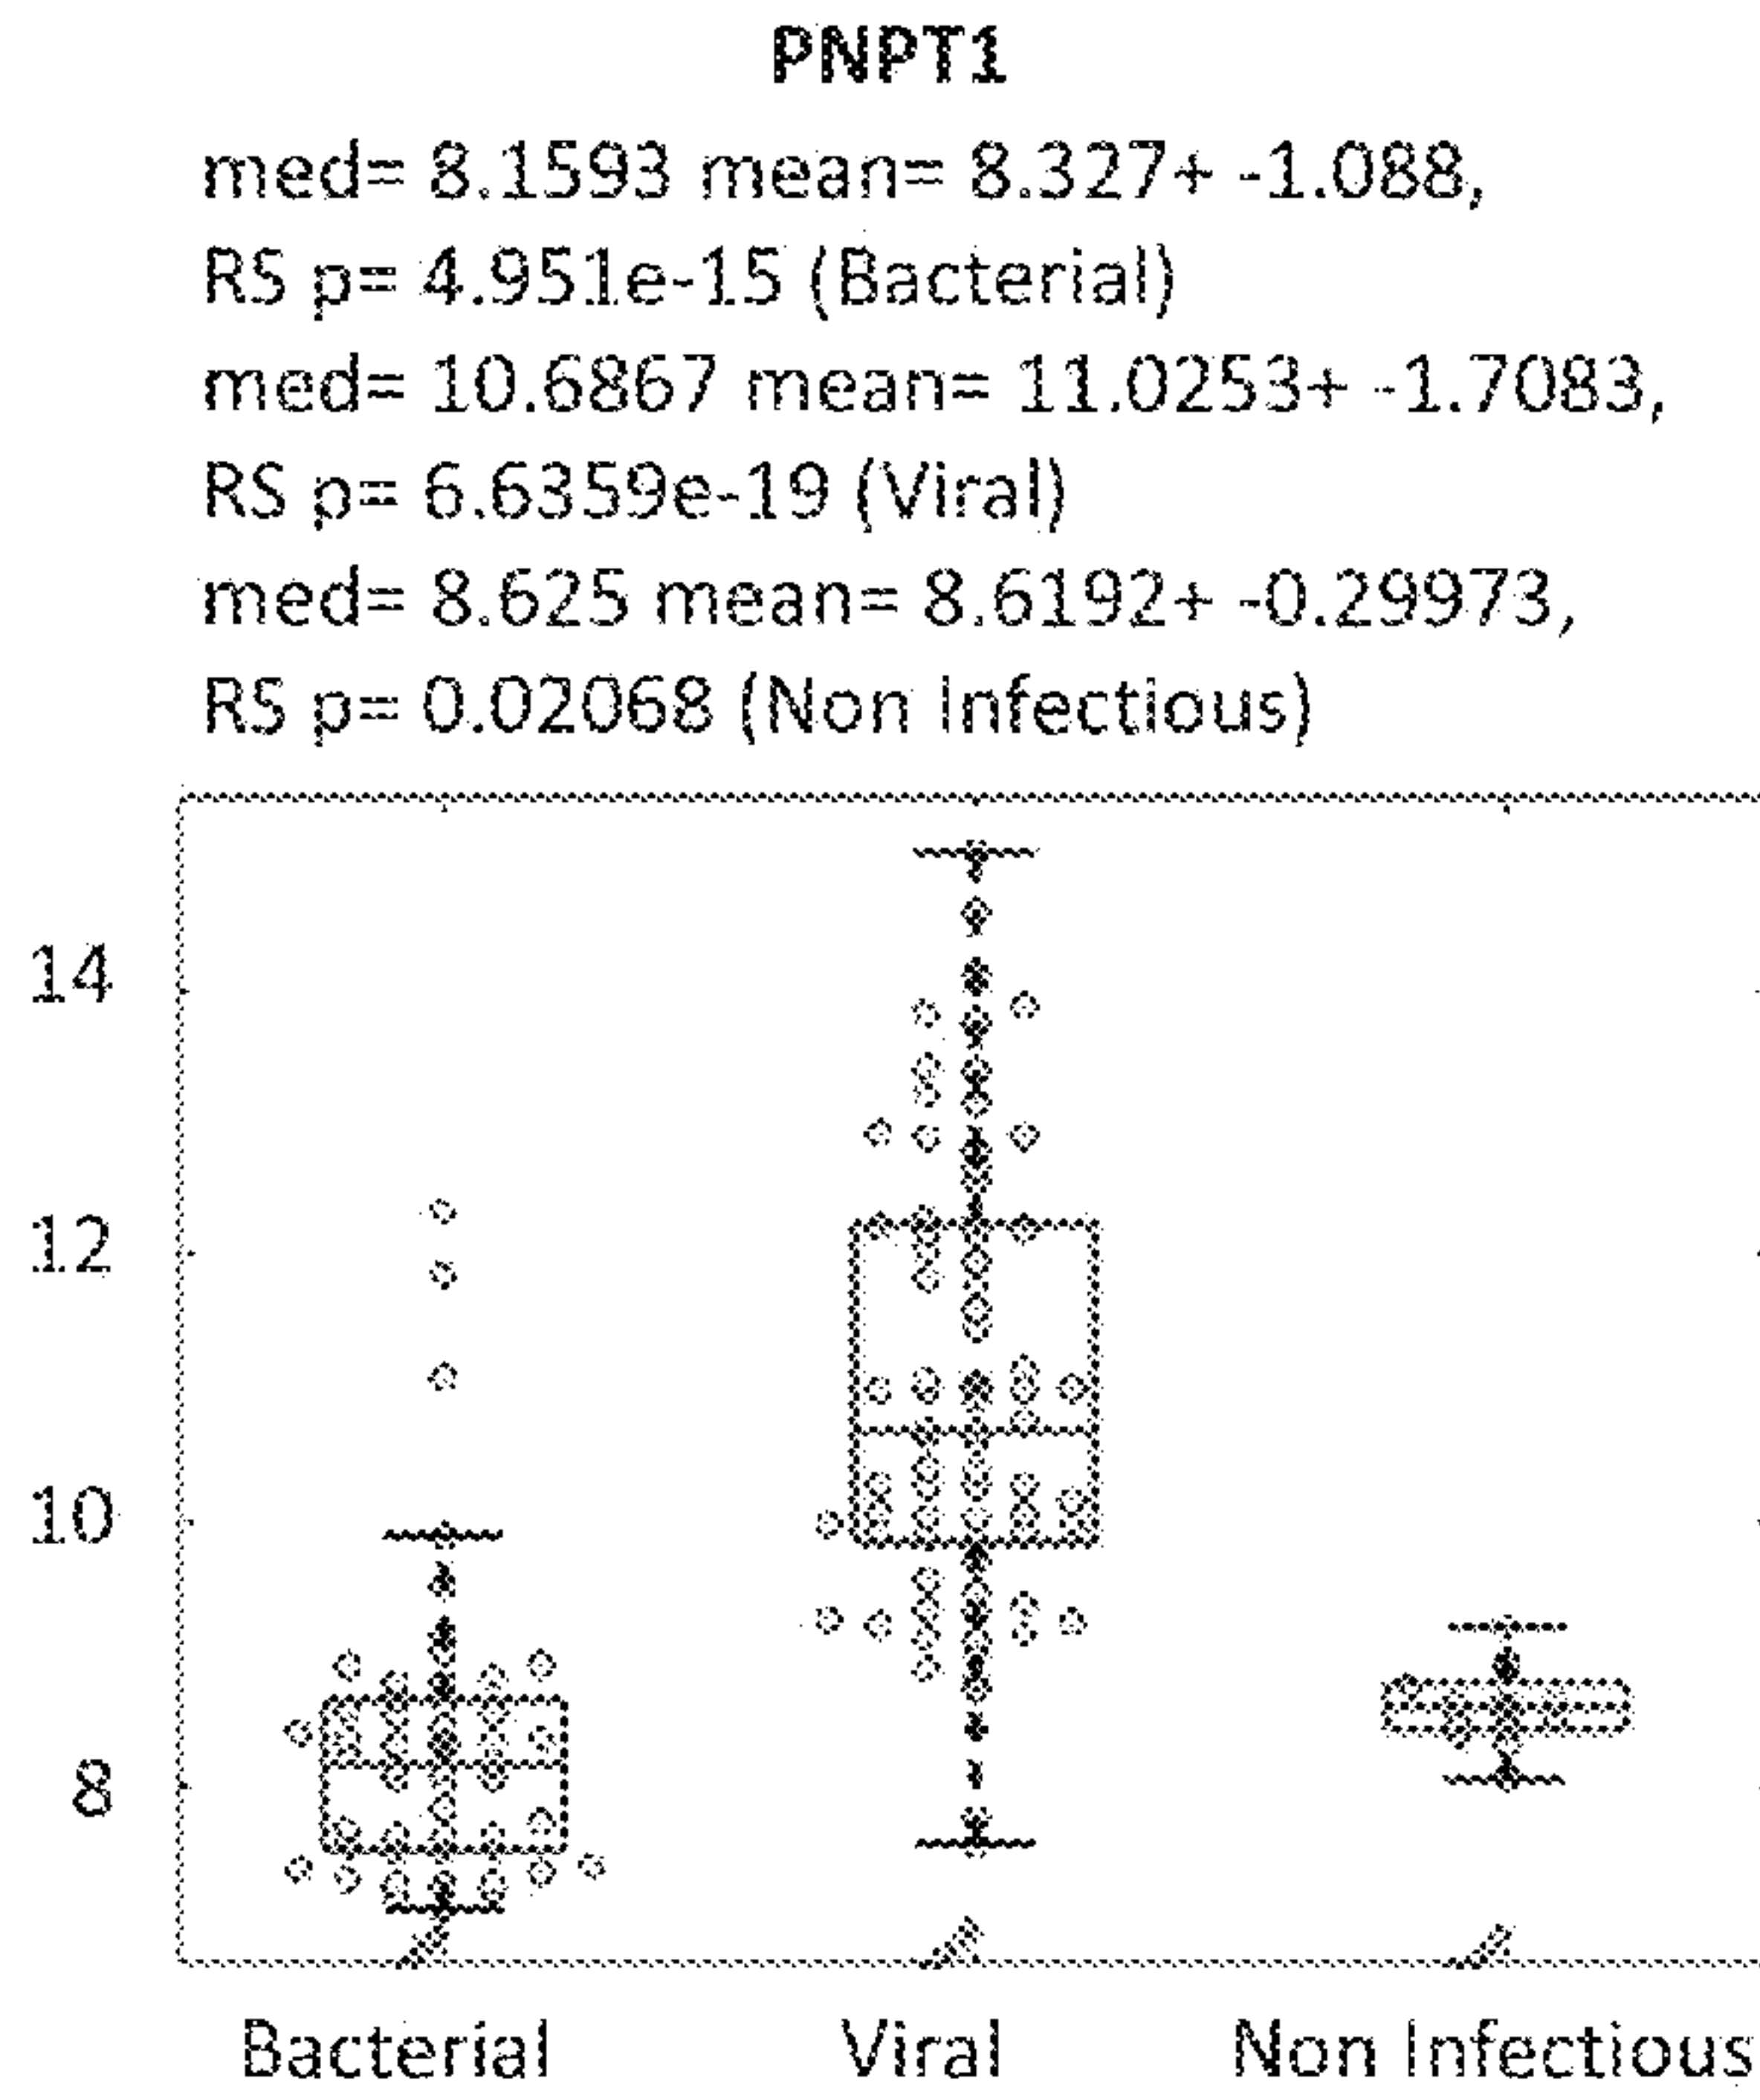 PNPT1
med= 8.1593 mean= 8.327+ -1.088,
RS p= 4.951e-15 (Bacterial)
med= 10.6867 mean= 11.0253+ -1.7083,
RS p= 6.6359e-19 (Viral)
med= 8.625 mean= 8.6192+ -0.29973,
RS p= 0.02068 (Non Infectious)
14
12
10
8
Bacterial Viral Non Infectious